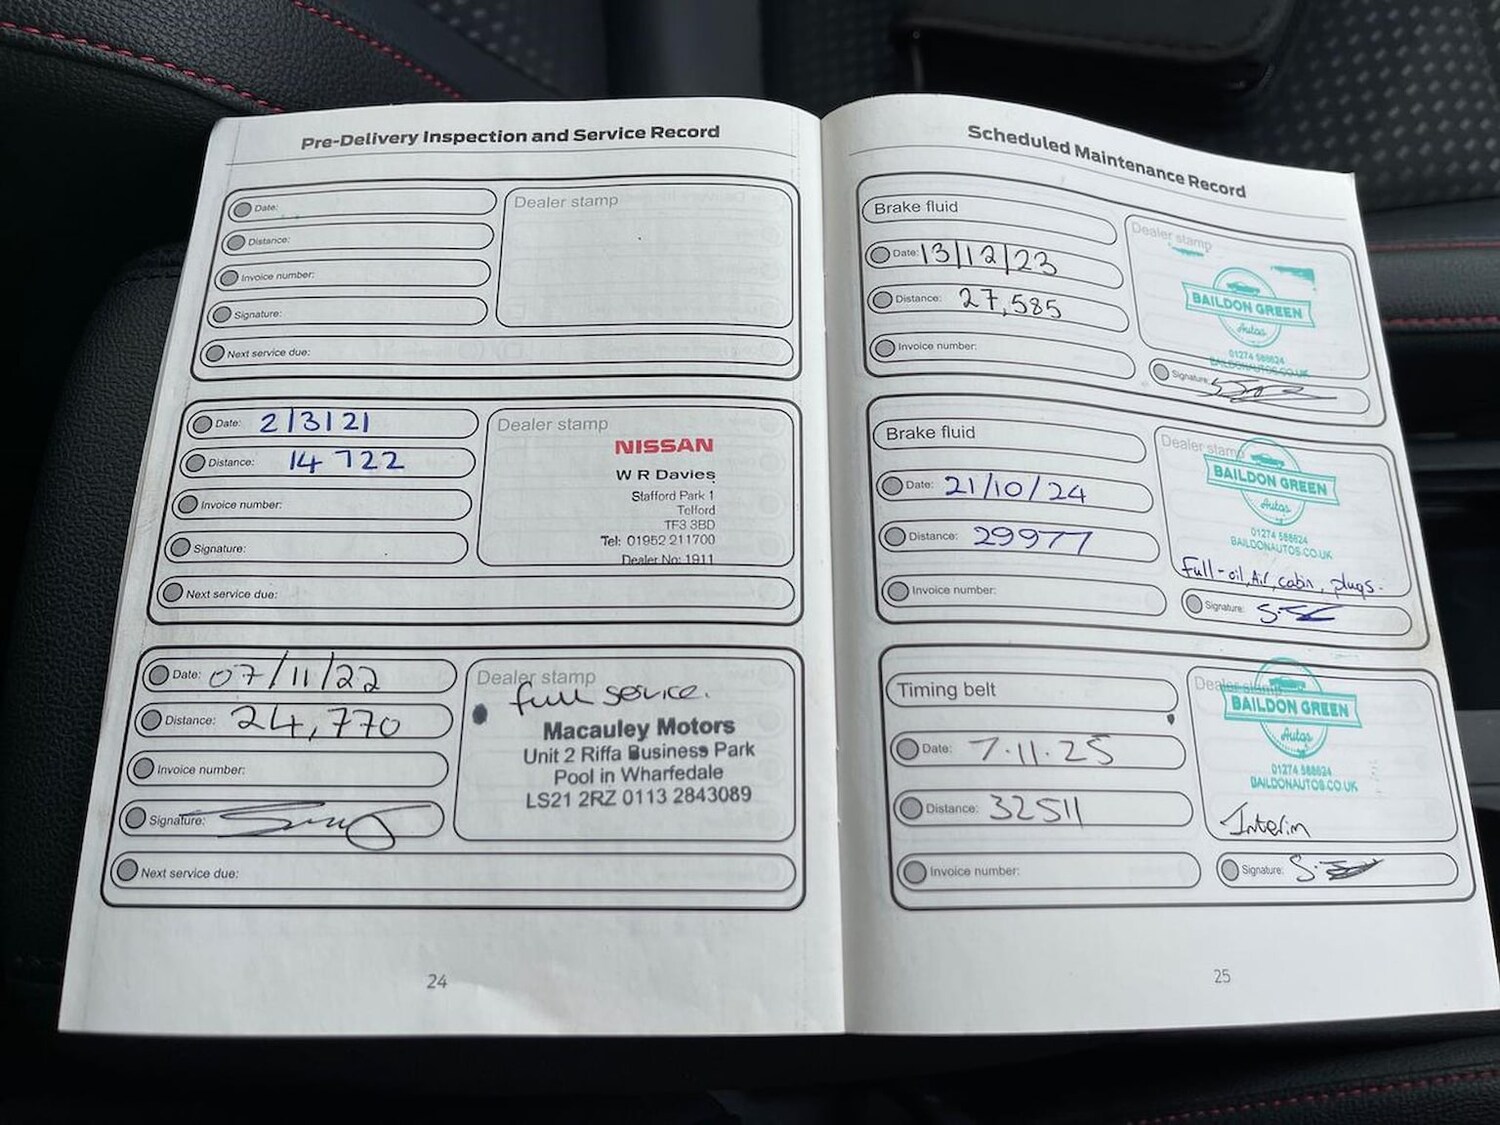 Pre-Delivery Inspection and Service Record
Date:
Distance:
Invoice number:
Signature:
Next service due:
Dealer stamp
Date: 2/3/21
Distance: 14 722
Invoice number:
Signature:
Next service due:
Dealer stamp
NISSAN
W R Davies
Stafford Park 1
Telford
TF3 3BD
Tel: 01952 211700
Dealer No: 1911
Date: 07/11/22
Distance: 24,770
Invoice number:
Signature:
Next service due:
Dealer stamp
full service.
Macauley Motors
Unit 2 Riffa Business Park
Pool in Wharfedale
LS21 2RZ 0113 2843089
24
Scheduled Maintenance Record
Brake fluid
Date: 13/12/23
Distance: 27,585
Invoice number:
Dealer stamp
BAILDON GREEN
Autos
01274 588624
BAILDONAUTOS.CO.UK
Signature:
Brake fluid
Date: 21/10/24
Distance: 29977
Invoice number:
Dealer stamp
BAILDON GREEN
Autos
01274 588624
BAILDONAUTOS.CO.UK
Full-oil, Air, cabin, plugs.
Signature:
Timing belt
Date: 7.11.25
Distance: 32511
Invoice number:
Dealer stamp
BAILDON GREEN
Autos
01274 588624
BAILDONAUTOS.CO.UK
Interim
Signature:
25